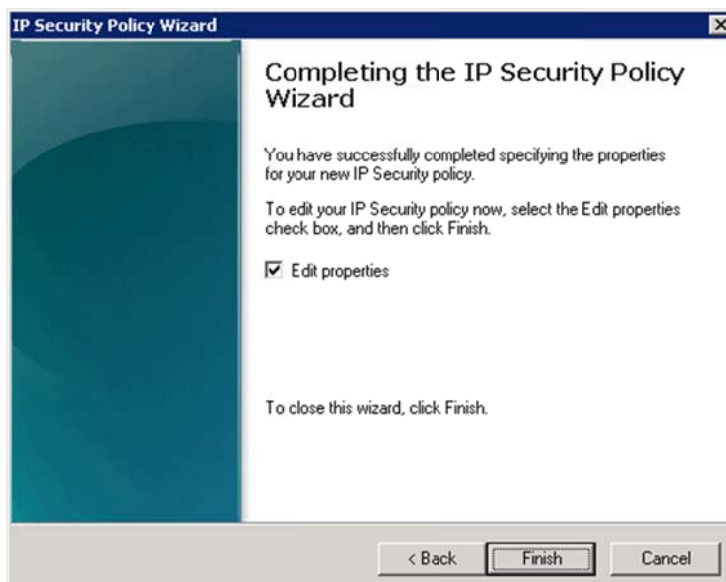 IP Security Policy Wizard
Completing the IP Security Policy
Wizard
You have successfully completed specifying the properties
for your new IP Security policy.
To edit your IP Security policy now, select the Edit properties
check box, and then click Finish.
Edit properties
To close this wizard, click Finish.
< Back
Finish
Cancel